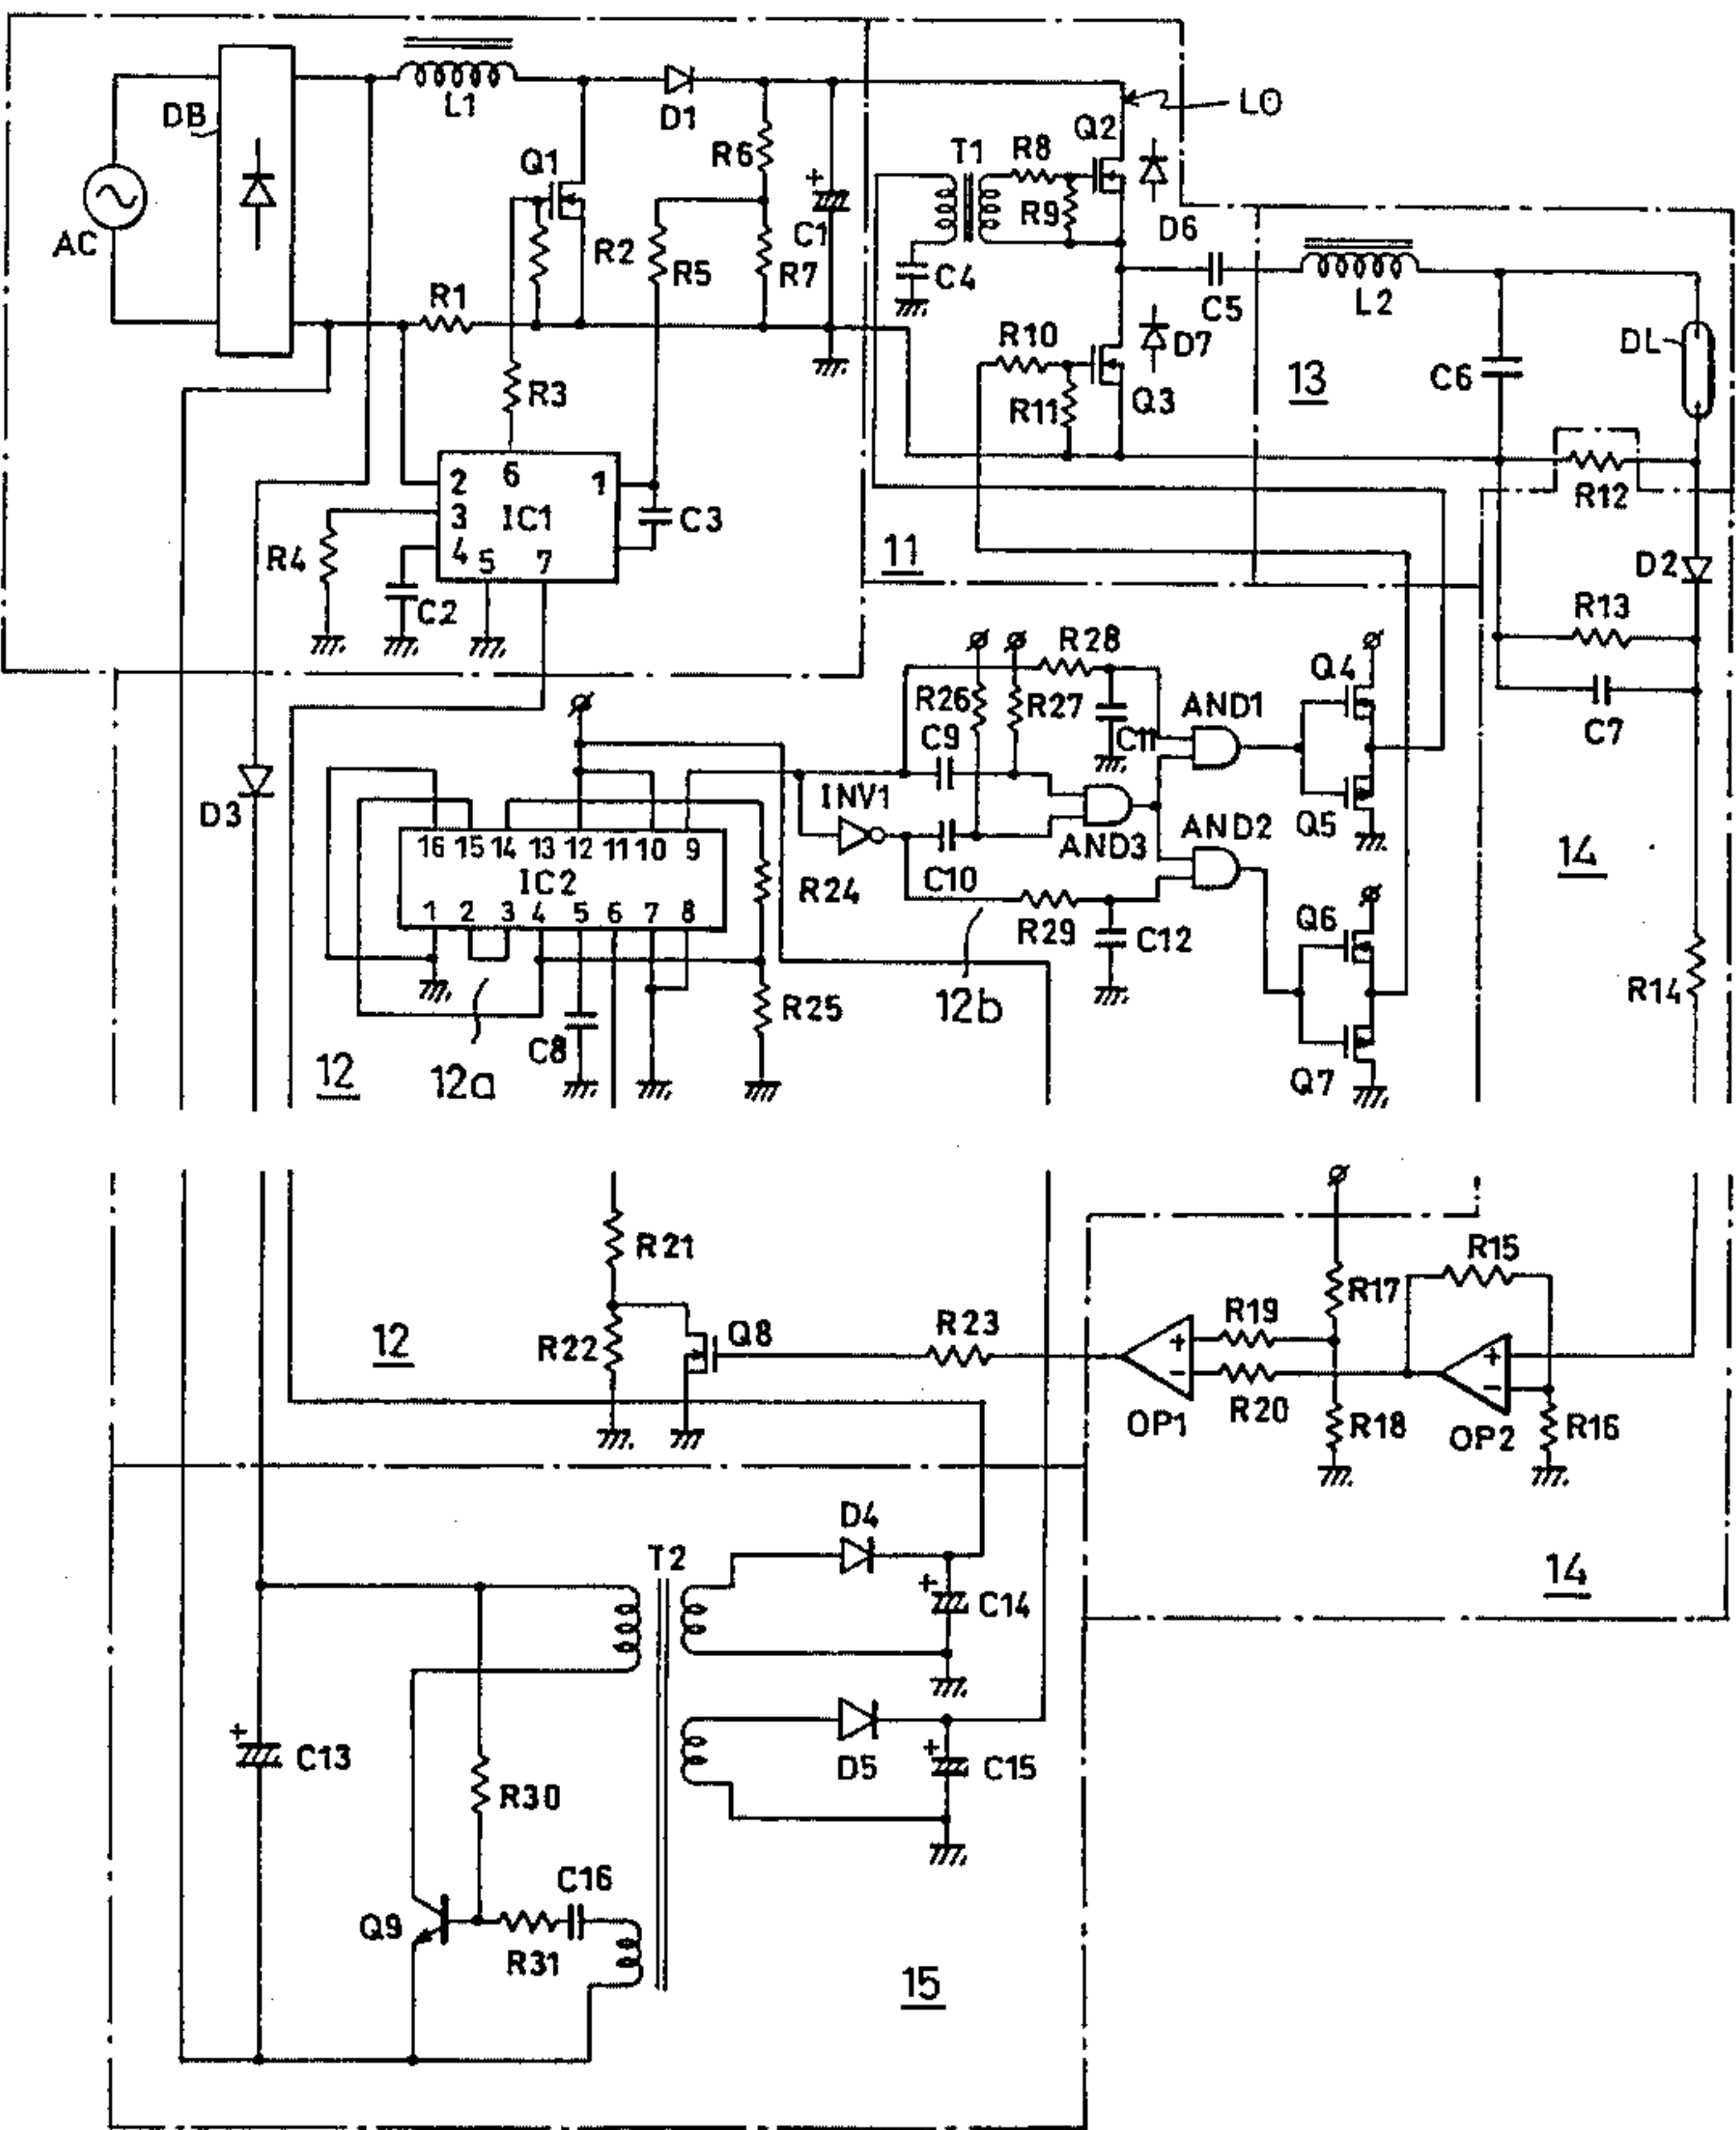 LO
L1
D1
Q2
DB
Q1
R6
T1
R8
R9
D6
AC
R2
R5
R7
C1
C4
C5
L2
R1
R3
R10
D7
DL
R11
Q3
13
C6
2
6
1
3
IC1
C3
R12
R4
4
5
7
11
C2
D2
R13
R28
Q4
R26
R27
AND1
C9
C11
C7
D3
INV1
AND3
AND2
Q5
14
16 15 14 13 12 11 10 9
IC2
R24
C10
1 2 3 4 5 6 7 8
R29
C12
Q6
R25
12b
R14
12
12a
C8
Q7
R21
R15
R17
12
R22
Q8
R23
R19
+
-
+
-
R20
OP1
R18
OP2
R16
D4
T2
+
C14
14
+
C13
D5
+
C15
R30
C16
Q9
R31
15
+